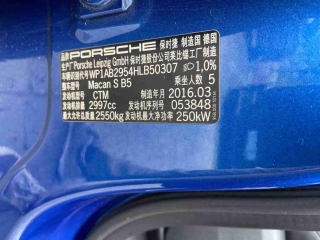 品牌 PORSCHE 保时捷 制造国 德国
生产厂 Porsche Leipzig GmbH 保时捷股份公司莱比锡工厂制造
车辆识别代号 WP1AB2954HLB50307 1,0%
整车型号 Macan S B5 乘坐人数 5
发动机型号 CTM 制造年月 2016.03
发动机排量 2997cc 发动机序列号 053848
最大允许总质量 2550kg 发动机最大净功率 250kW